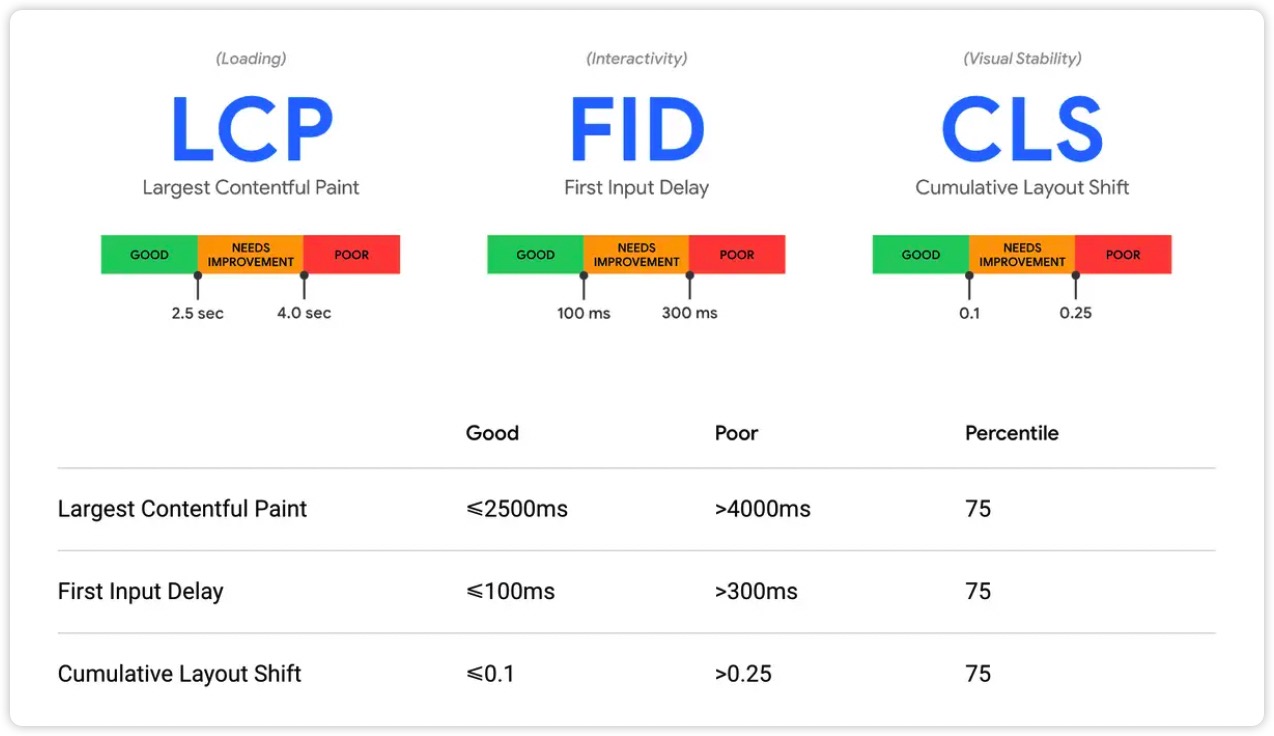 (Loading)
LCP
Largest Contentful Paint
GOOD
NEEDS
IMPROVEMENT
POOR
2.5 sec
4.0 sec
(Interactivity)
FID
First Input Delay
GOOD
NEEDS
IMPROVEMENT
POOR
100 ms
300 ms
(Visual Stability)
CLS
Cumulative Layout Shift
GOOD
NEEDS
IMPROVEMENT
POOR
0.1
0.25
Good Poor Percentile
Largest Contentful Paint ⩽2500ms >4000ms 75
First Input Delay ⩽100ms >300ms 75
Cumulative Layout Shift ⩽0.1 >0.25 75